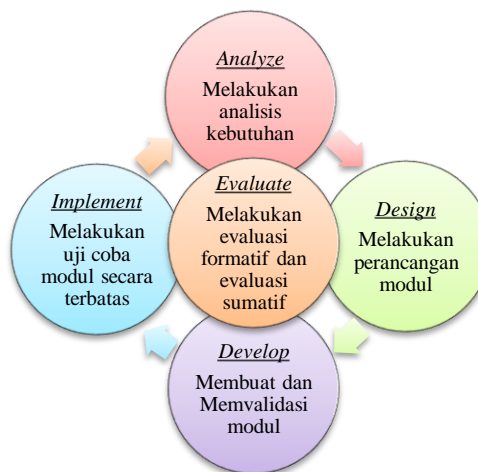 Analyze
Melakukan
analisis
kebutuhan
Implement
Melakukan
uji coba
modul secara
terbatas
Evaluate
Melakukan
evaluasi
formatif dan
evaluasi
sumatif
Design
Melakukan
perancangan
modul
Develop
Membuat dan
Memvalidasi
modul